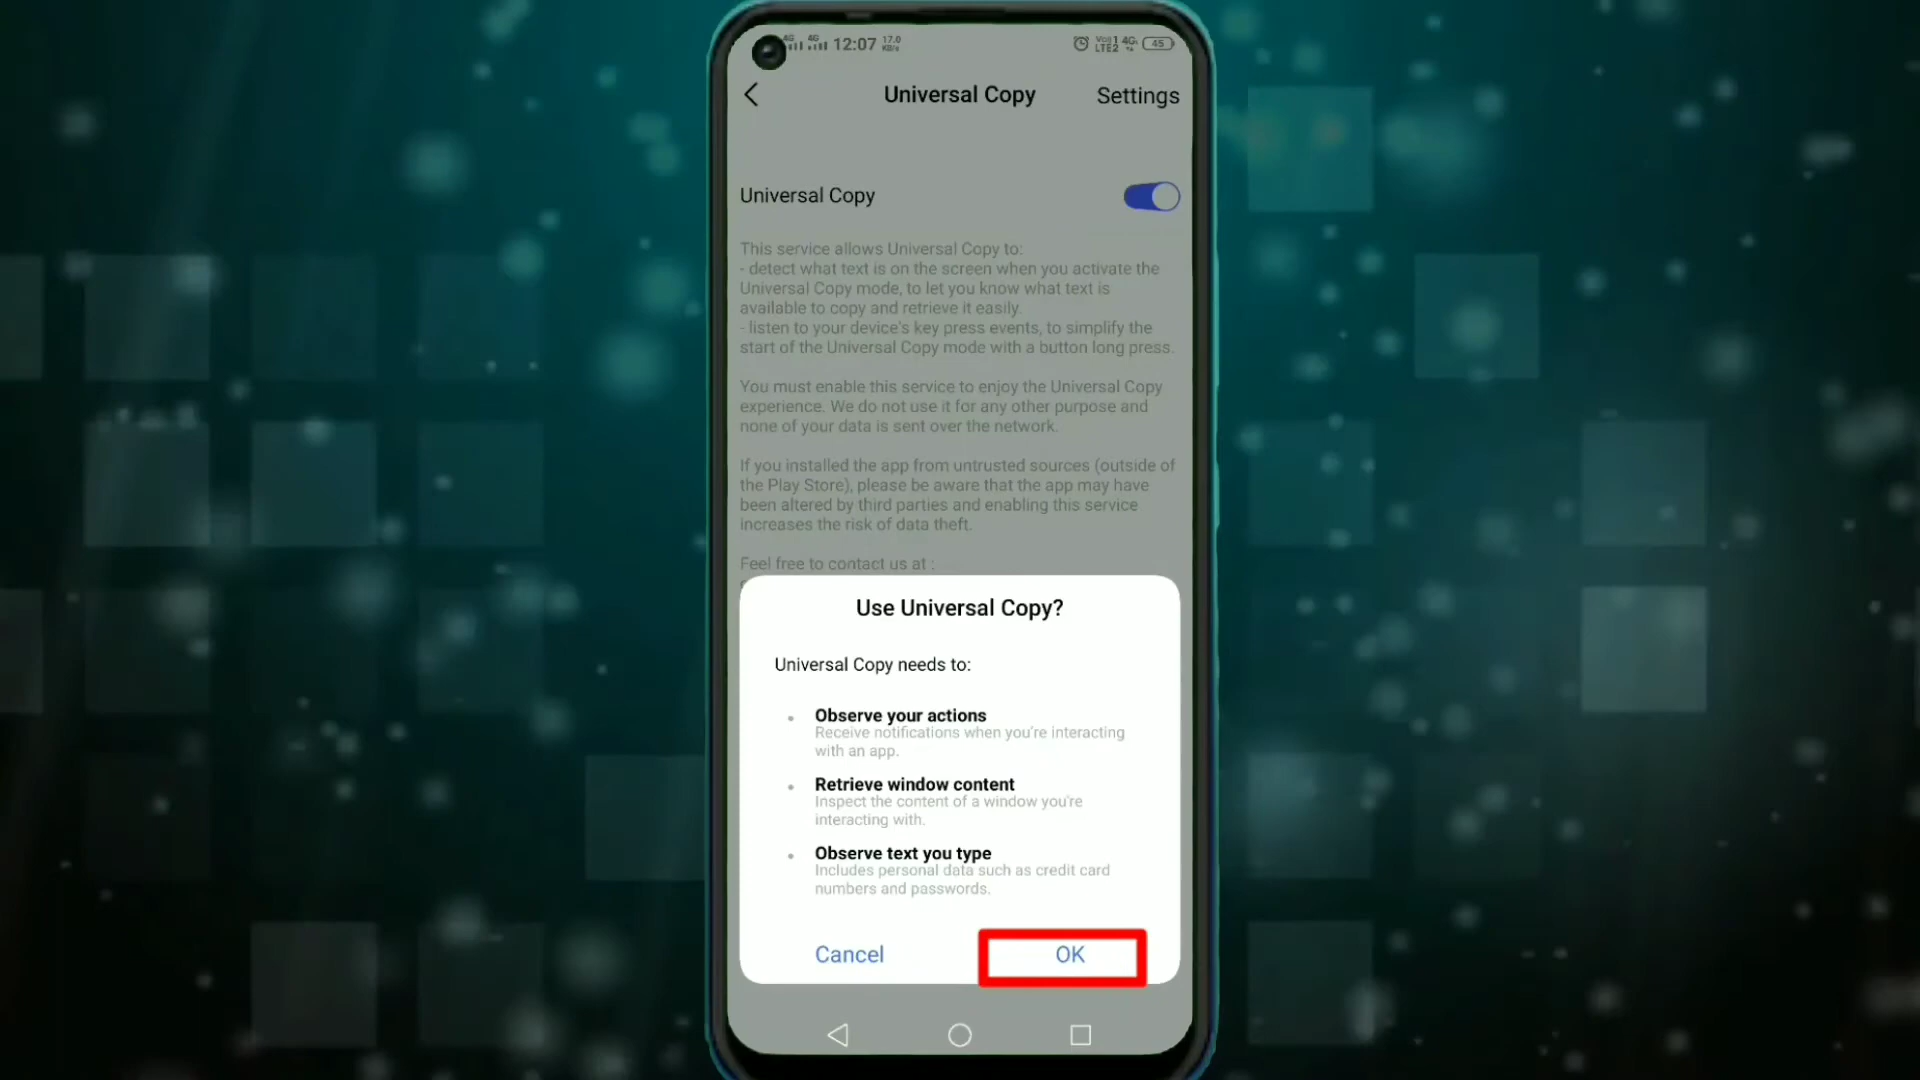 4G 4G 12:07 17.0 KB/s VoLTE2 4G 45
Universal Copy Settings
Universal Copy
This service allows Universal Copy to:
- detect what text is on the screen when you activate the
Universal Copy mode, to let you know what text is
available to copy and retrieve it easily.
- listen to your device's key press events, to simplify the
start of the Universal Copy mode with a button long press.
You must enable this service to enjoy the Universal Copy
experience. We do not use it for any other purpose and
none of your data is sent over the network.
If you installed the app from untrusted sources (outside of
the Play Store), please be aware that the app may have
been altered by third parties and enabling this service
increases the risk of data theft.
Feel free to contact us at :
Use Universal Copy?
Universal Copy needs to:
Observe your actions
Receive notifications when you're interacting
with an app.
Retrieve window content
Inspect the content of a window you're
interacting with.
Observe text you type
Includes personal data such as credit card
numbers and passwords.
Cancel OK